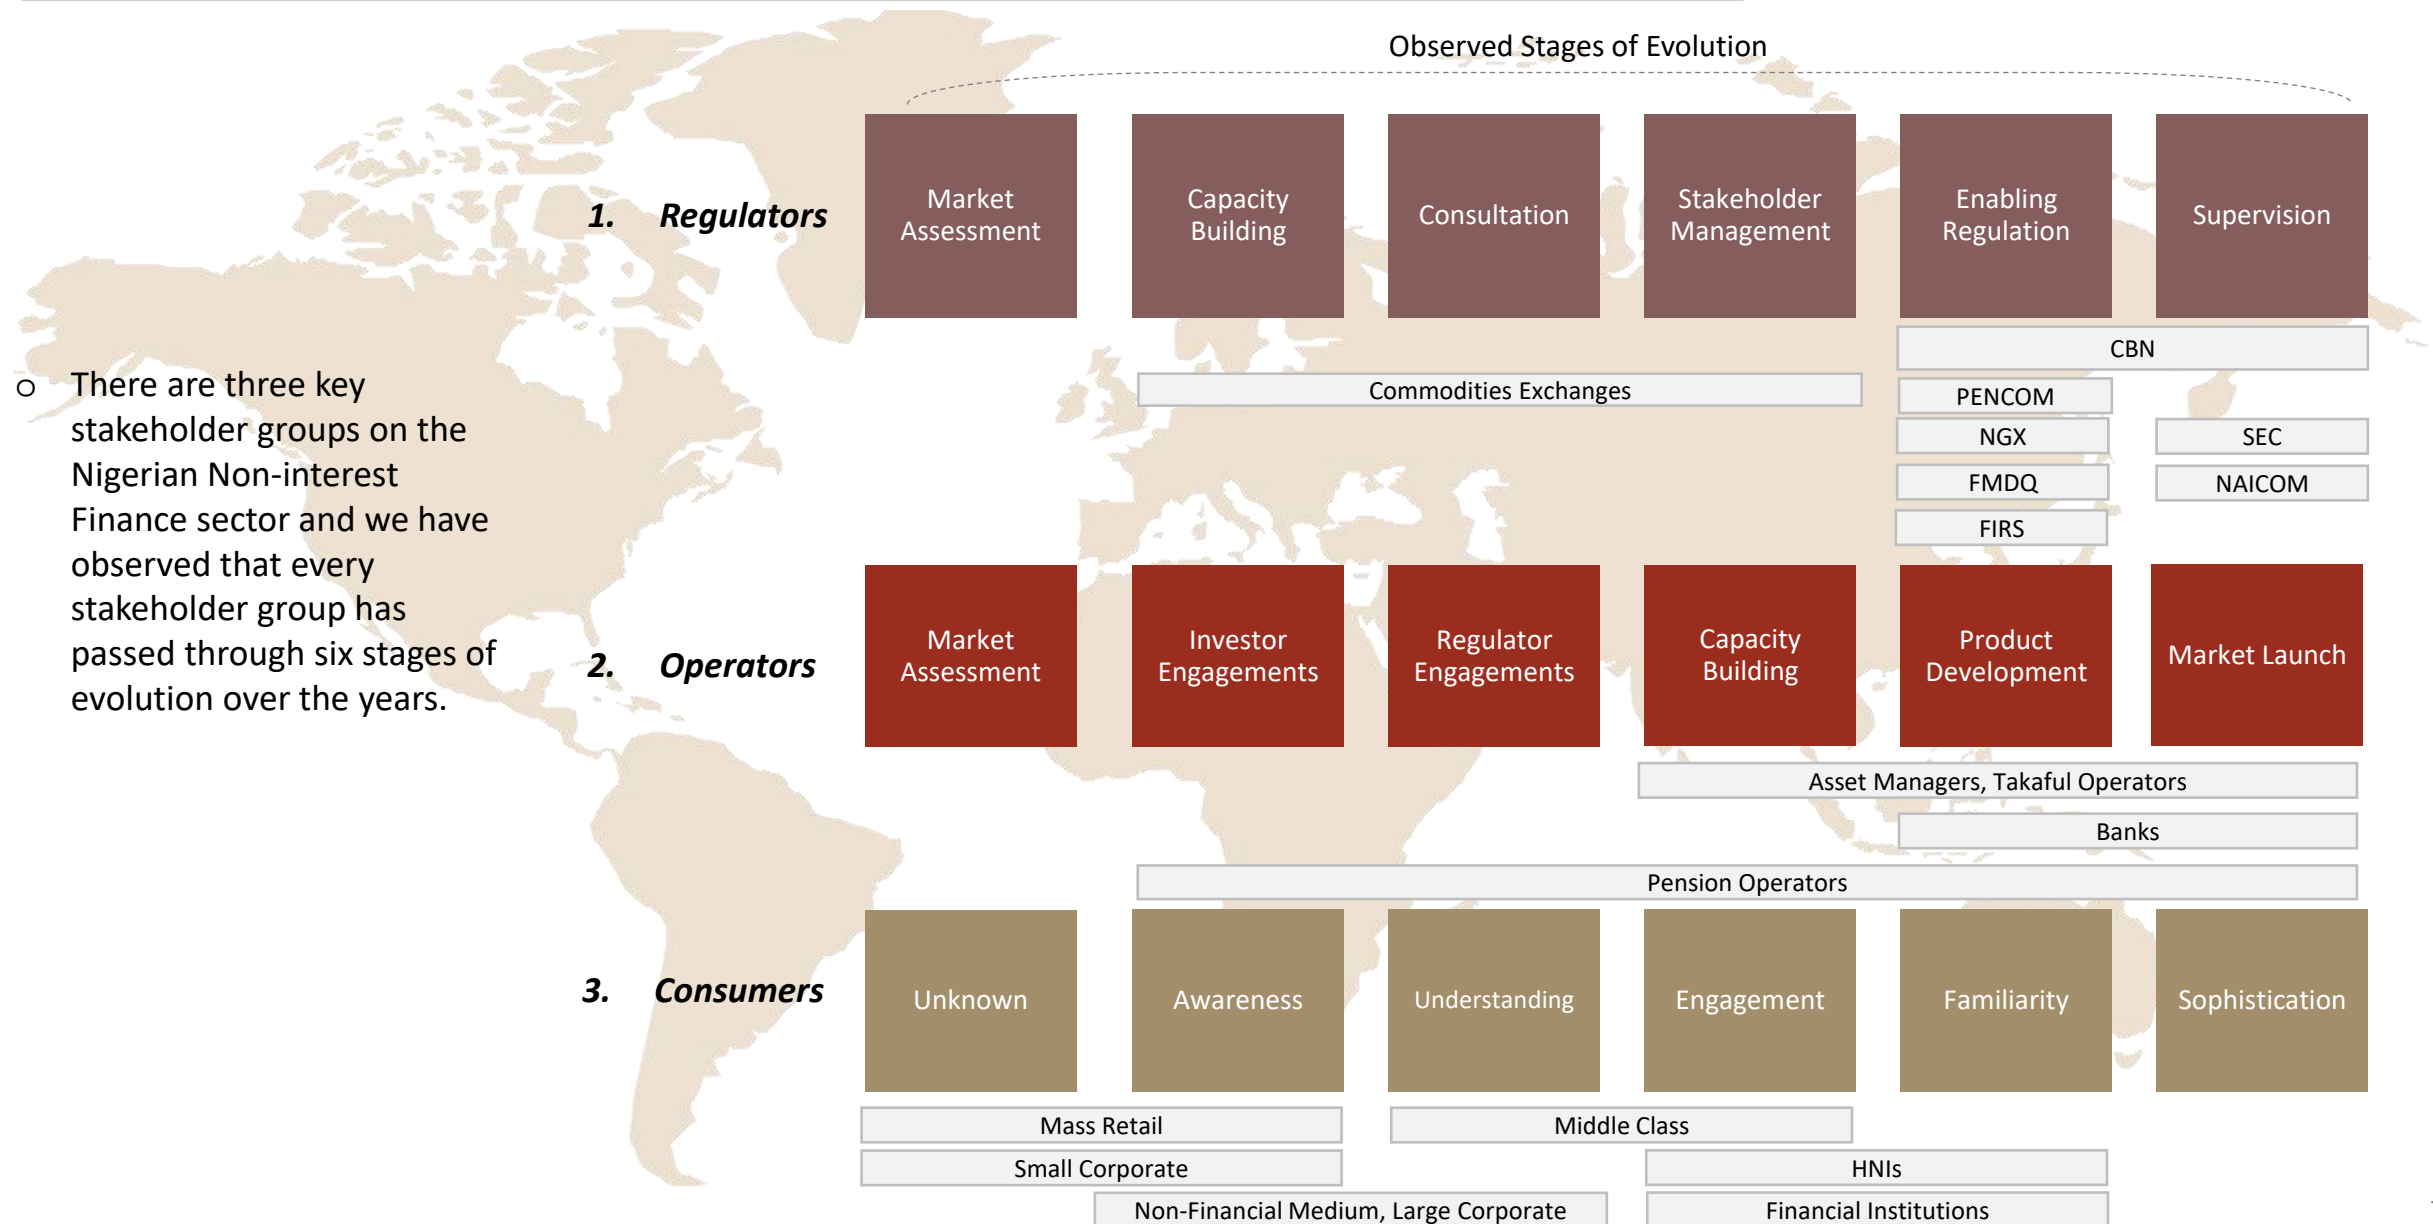 Observed Stages of Evolution
1. Regulators
Market
Assessment
Capacity
Building
Consultation
Stakeholder
Management
Enabling
Regulation
Supervision
CBN
Commodities Exchanges
PENCOM
NGX
SEC
FMDQ
NAICOM
FIRS
o There are three key
stakeholder groups on the
Nigerian Non-interest
Finance sector and we have
observed that every
stakeholder group has
passed through six stages of
evolution over the years.
2. Operators
Market
Assessment
Investor
Engagements
Regulator
Engagements
Capacity
Building
Product
Development
Market Launch
Asset Managers, Takaful Operators
Banks
Pension Operators
3. Consumers
Unknown
Awareness
Understanding
Engagement
Familiarity
Sophistication
Mass Retail
Middle Class
Small Corporate
HNIs
Non-Financial Medium, Large Corporate
Financial Institutions